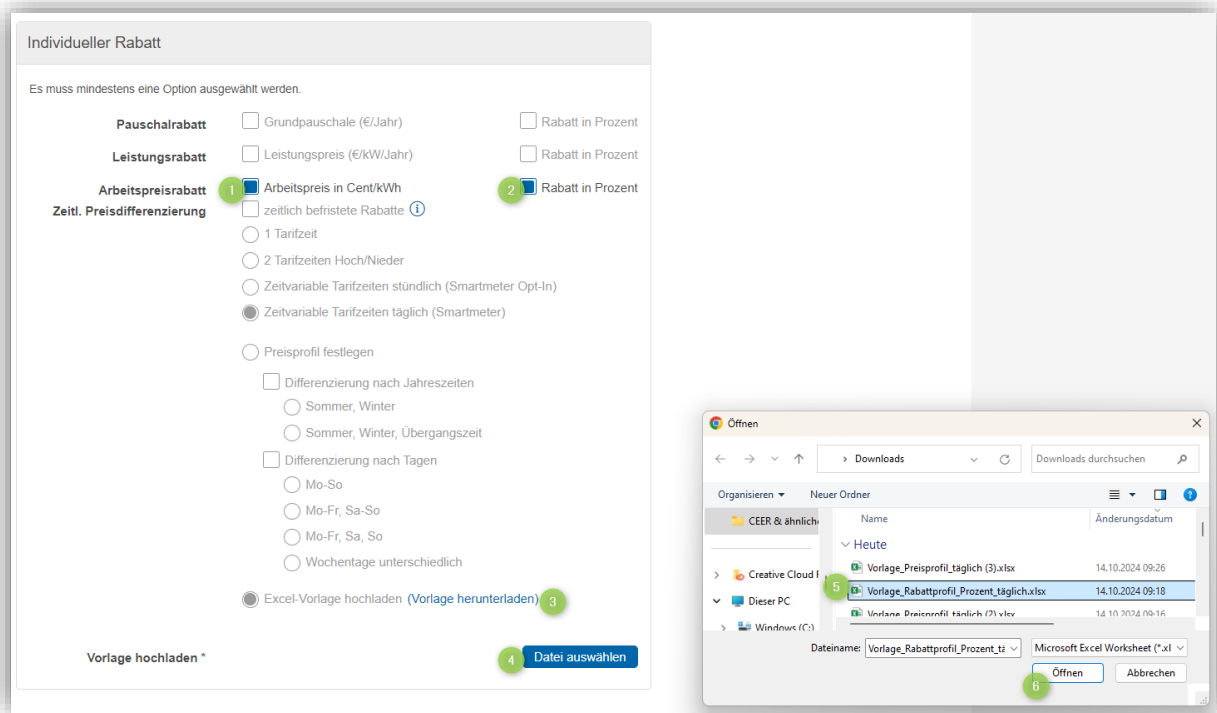 Individueller Rabatt
Es muss mindestens eine Option ausgewählt werden.
Pauschalrabatt Grundpauschale (€/Jahr) Rabatt in Prozent
Leistungsrabatt Leistungspreis (€/kW/Jahr) Rabatt in Prozent
Arbeitspreisrabatt 1 Arbeitspreis in Cent/kWh 2 Rabatt in Prozent
Zeitl. Preisdifferenzierung zeitlich befristete Rabatte i
1 Tarifzeit
2 Tarifzeiten Hoch/Nieder
Zeitvariable Tarifzeiten stündlich (Smartmeter Opt-In)
Zeitvariable Tarifzeiten täglich (Smartmeter)
Preisprofil festlegen
Differenzierung nach Jahreszeiten
Sommer, Winter
Sommer, Winter, Übergangszeit
Differenzierung nach Tagen
Mo-So
Mo-Fr, Sa-So
Mo-Fr, Sa, So
Wochentage unterschiedlich
Excel-Vorlage hochladen (Vorlage herunterladen) 3
Vorlage hochladen * 4 Datei auswählen
Öffnen
Downloads Downloads durchsuchen
Organisieren Neuer Ordner ?
CEER & ähnliche Name Änderungsdatum
Heute
Creative Cloud F Vorlage_Preisprofil_täglich (3).xlsx 14.10.2024 09:26
5 Vorlage_Rabattprofil_Prozent_täglich.xlsx 14.10.2024 09:18
Dieser PC
Vorlage_Preisprofil_täglich (2).xlsx 14.10.2024 09:16
Windows (C:)
Dateiname: Vorlage_Rabattprofil_Prozent_tä Microsoft Excel Worksheet (*.xl
6 Öffnen Abbrechen